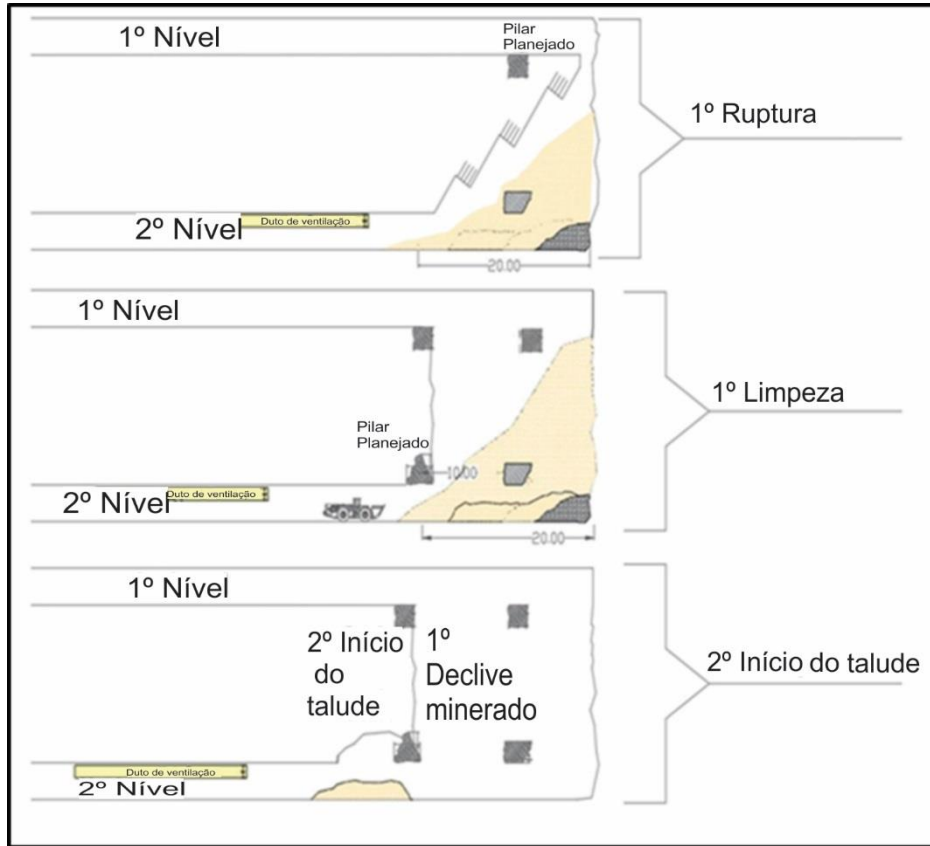 1º Nível
Pilar
Planejado
1º Ruptura
2º Nível
Duto de ventilação
20.00
1º Nível
1º Limpeza
Pilar
Planejado
10.00
2º Nível
Duto de ventilação
20.00
1º Nível
2º Início
do
talude
1º
Declive
minerado
2º Início do talude
Duto de ventilação
2º Nível